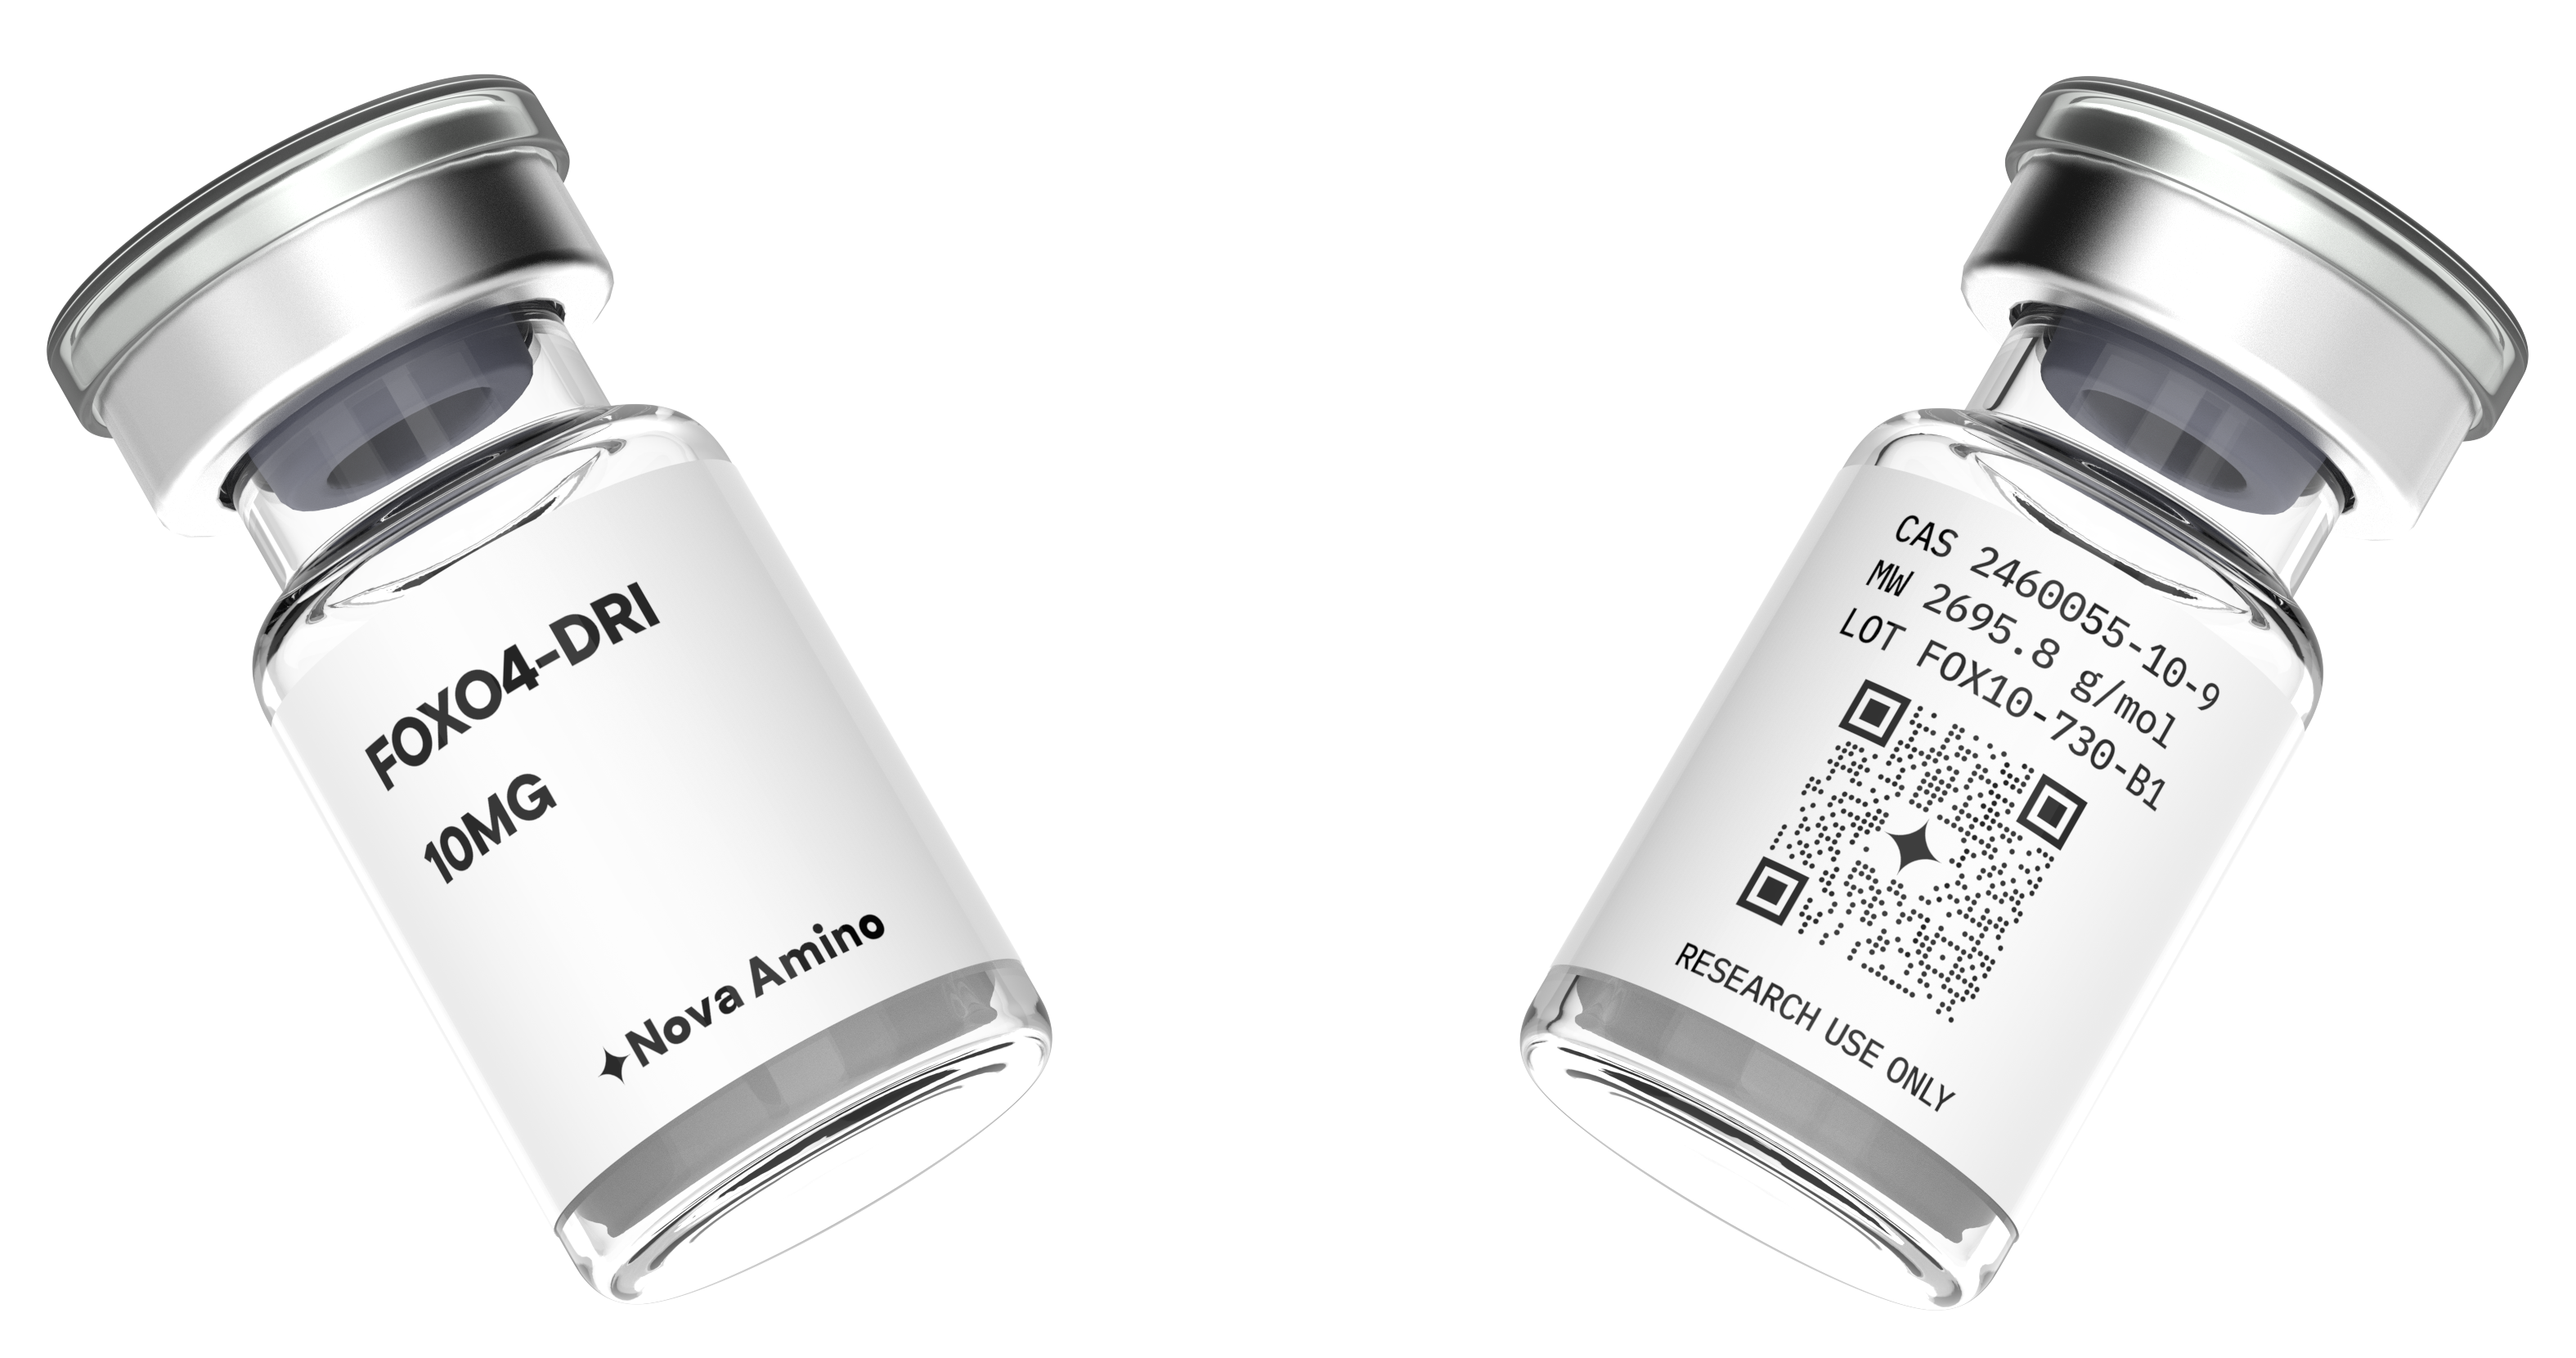 FOXO4-DRI
10MG
Nova Amino
CAS 2460055-10-9
MW 2695.8 g/mol
LOT FOX10-730-B1
RESEARCH USE ONLY